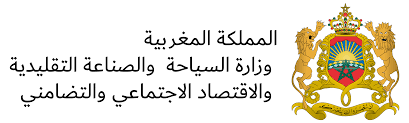 المملكة المغربية
وزارة السياحة والصناعة التقليدية
والاقتصاد الاجتماعي والتضامني